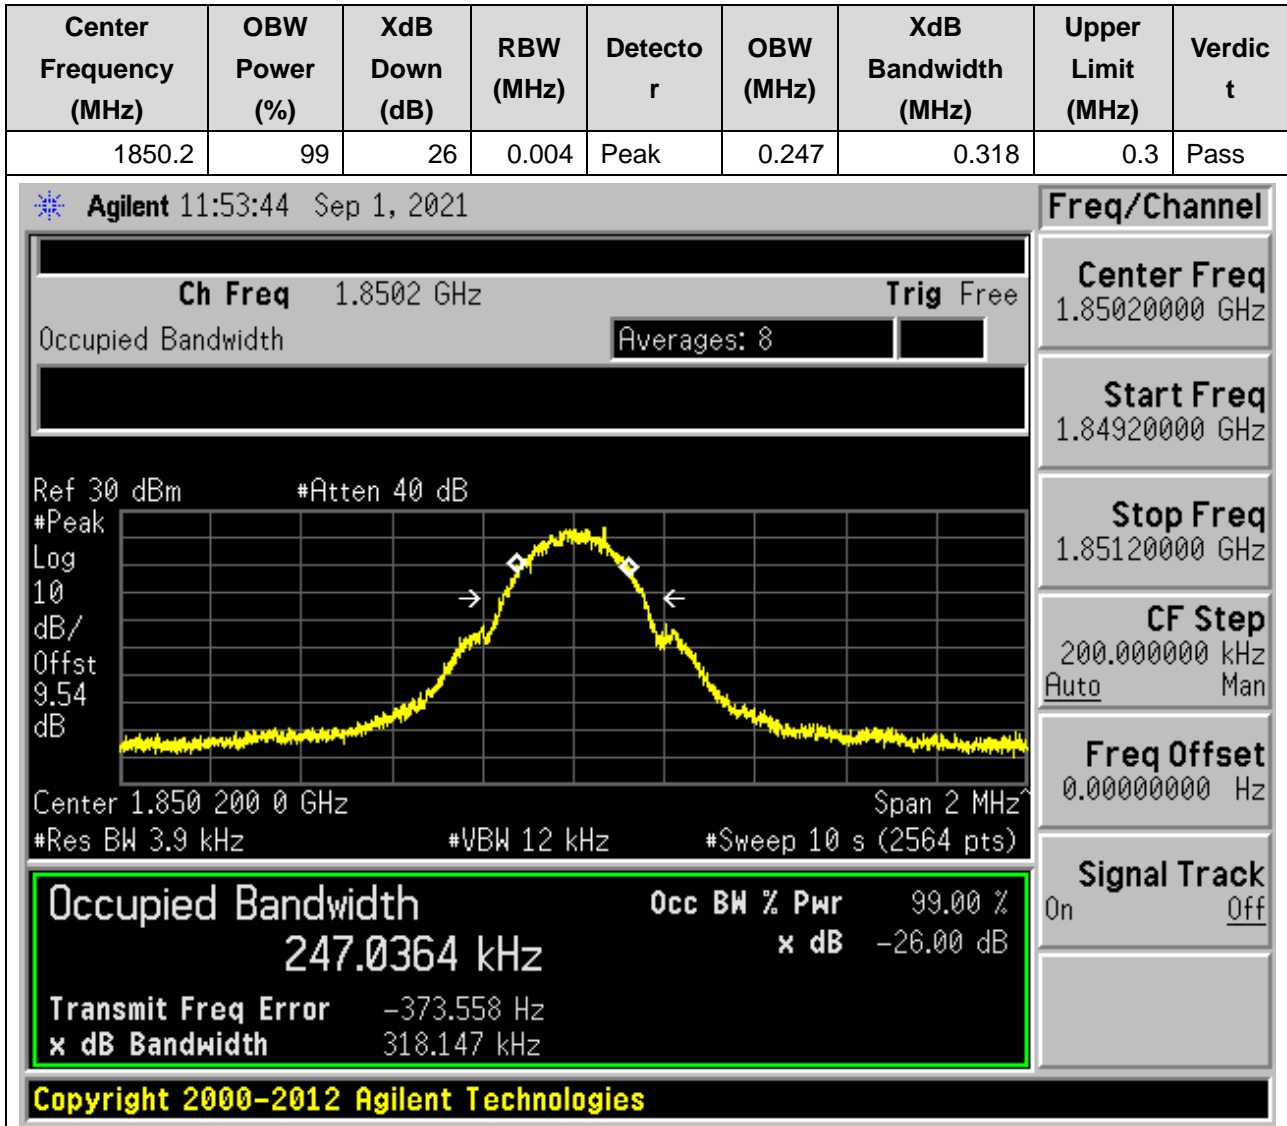 Center Frequency (MHz) OBW Power (%) XdB Down (dB) RBW (MHz) Detecto r OBW (MHz) XdB Bandwidth (MHz) Upper Limit (MHz) Verdic t
1850.2 99 26 0.004 Peak 0.247 0.318 0.3 Pass
Agilent 11:53:44 Sep 1, 2021
Ch Freq 1.8502 GHz Trig Free
Occupied Bandwidth Averages: 8
Ref 30 dBm #Atten 40 dB
#Peak
Log
10
dB/
Offst
9.54
dB
Center 1.850 200 0 GHz Span 2 MHz^
#Res BW 3.9 kHz #VBW 12 kHz #Sweep 10 s (2564 pts)
Occupied Bandwidth Occ BW % Pwr 99.00 %
247.0364 kHz x dB -26.00 dB
Transmit Freq Error -373.558 Hz
x dB Bandwidth 318.147 kHz
Copyright 2000-2012 Agilent Technologies
Freq/Channel
Center Freq
1.85020000 GHz
Start Freq
1.84920000 GHz
Stop Freq
1.85120000 GHz
CF Step
200.000000 kHz
Auto Man
Freq Offset
0.00000000 Hz
Signal Track
On Off